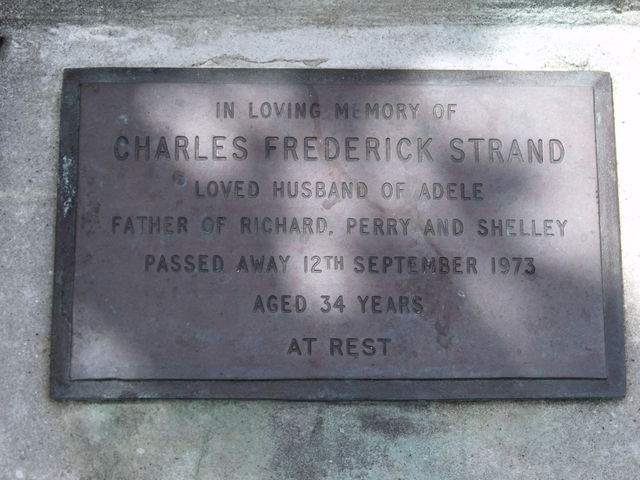 IN LOVING MEMORY OF
CHARLES FREDERICK STRAND
LOVED HUSBAND OF ADELE
FATHER OF RICHARD, PERRY AND SHELLEY
PASSED AWAY 12TH SEPTEMBER 1973
AGED 34 YEARS
AT REST